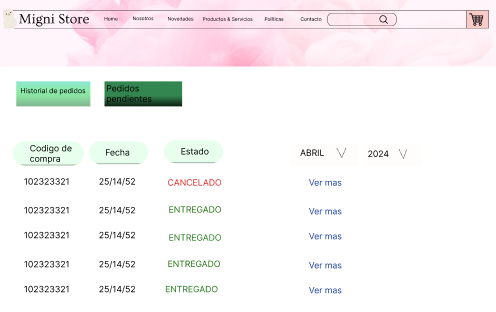 Migni Store Home Nosotros Novedades Productos & Servicios Políticas Contacto
Historial de pedidos
Pedidos
pendientes
Codigo de
compra
Fecha
Estado
ABRIL
2024
102323321 25/14/52 CANCELADO Ver mas
102323321 25/14/52 ENTREGADO Ver mas
102323321 25/14/52 ENTREGADO Ver mas
102323321 25/14/52 ENTREGADO Ver mas
102323321 25/14/52 ENTREGADO Ver mas